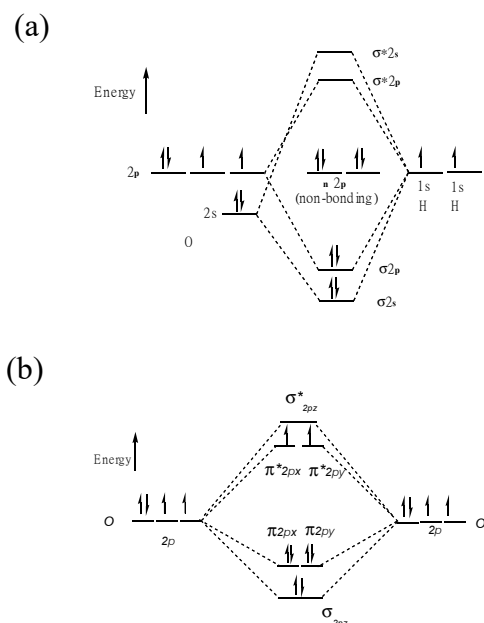 (a)
σ*2s
σ*2p
Energy
2p
n 2p
(non-bonding)
1s 1s
H H
2s
O
σ2p
σ2s
(b)
σ*2pz
Energy
π*2px π*2py
O
2p
π2px π2py
2p
O
σ2pz